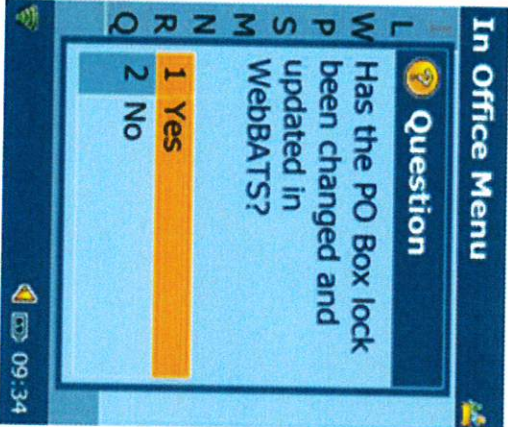 In Office Menu
L
W
P
S
M
N
R
Q
Question
Has the PO Box lock
been changed and
updated in
WebBATS?
1 Yes
2 No
09:34